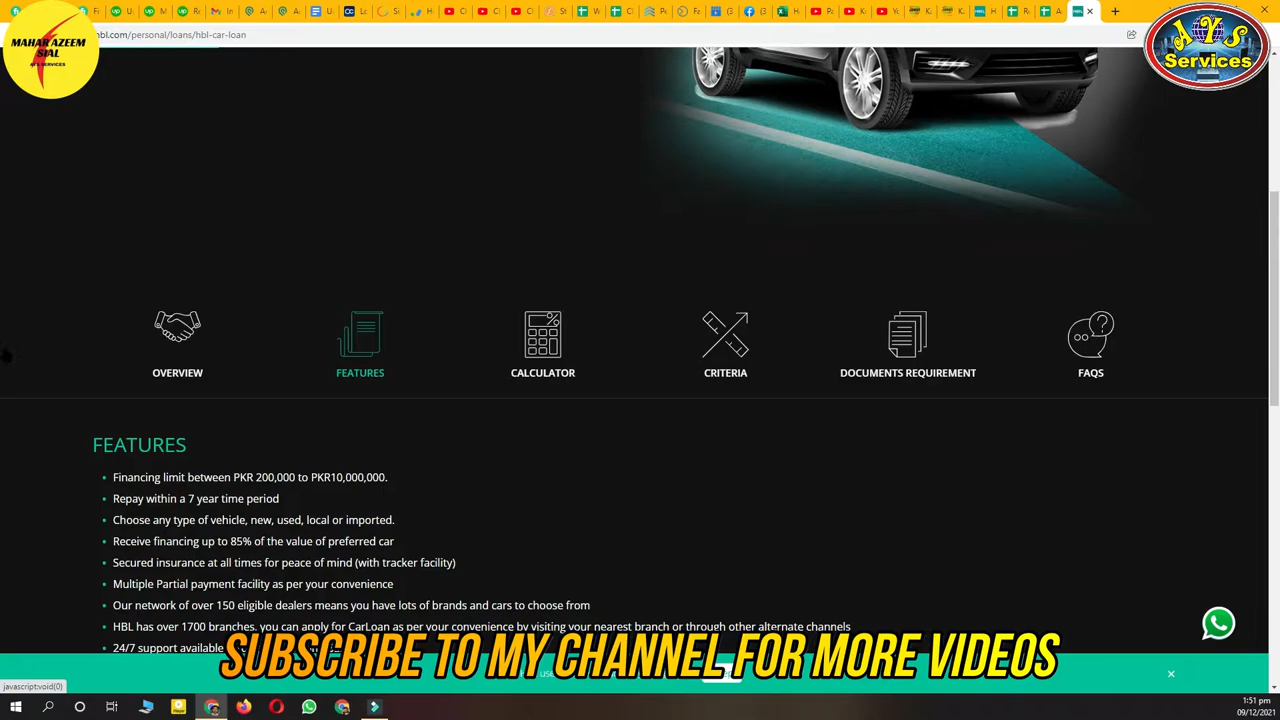 MAHAR AZEEM
SIAL
AYS SERVICES
AYS
Services
hbl.com/personal/loans/hbl-car-loan
OVERVIEW
FEATURES
CALCULATOR
CRITERIA
DOCUMENTS REQUIREMENT
FAQS
FEATURES
Financing limit between PKR 200,000 to PKR10,000,000.
Repay within a 7 year time period
Choose any type of vehicle, new, used, local or imported.
Receive financing up to 85% of the value of preferred car
Secured insurance at all times for peace of mind (with tracker facility)
Multiple Partial payment facility as per your convenience
Our network of over 150 eligible dealers means you have lots of brands and cars to choose from
HBL has over 1700 branches, you can apply for CarLoan as per your convenience by visiting your nearest branch or through other alternate channels
24/7 support available
SUBSCRIBE TO MY CHANNEL FOR MORE VIDEOS
javascript:void(0)
1:51 pm
09/12/2021